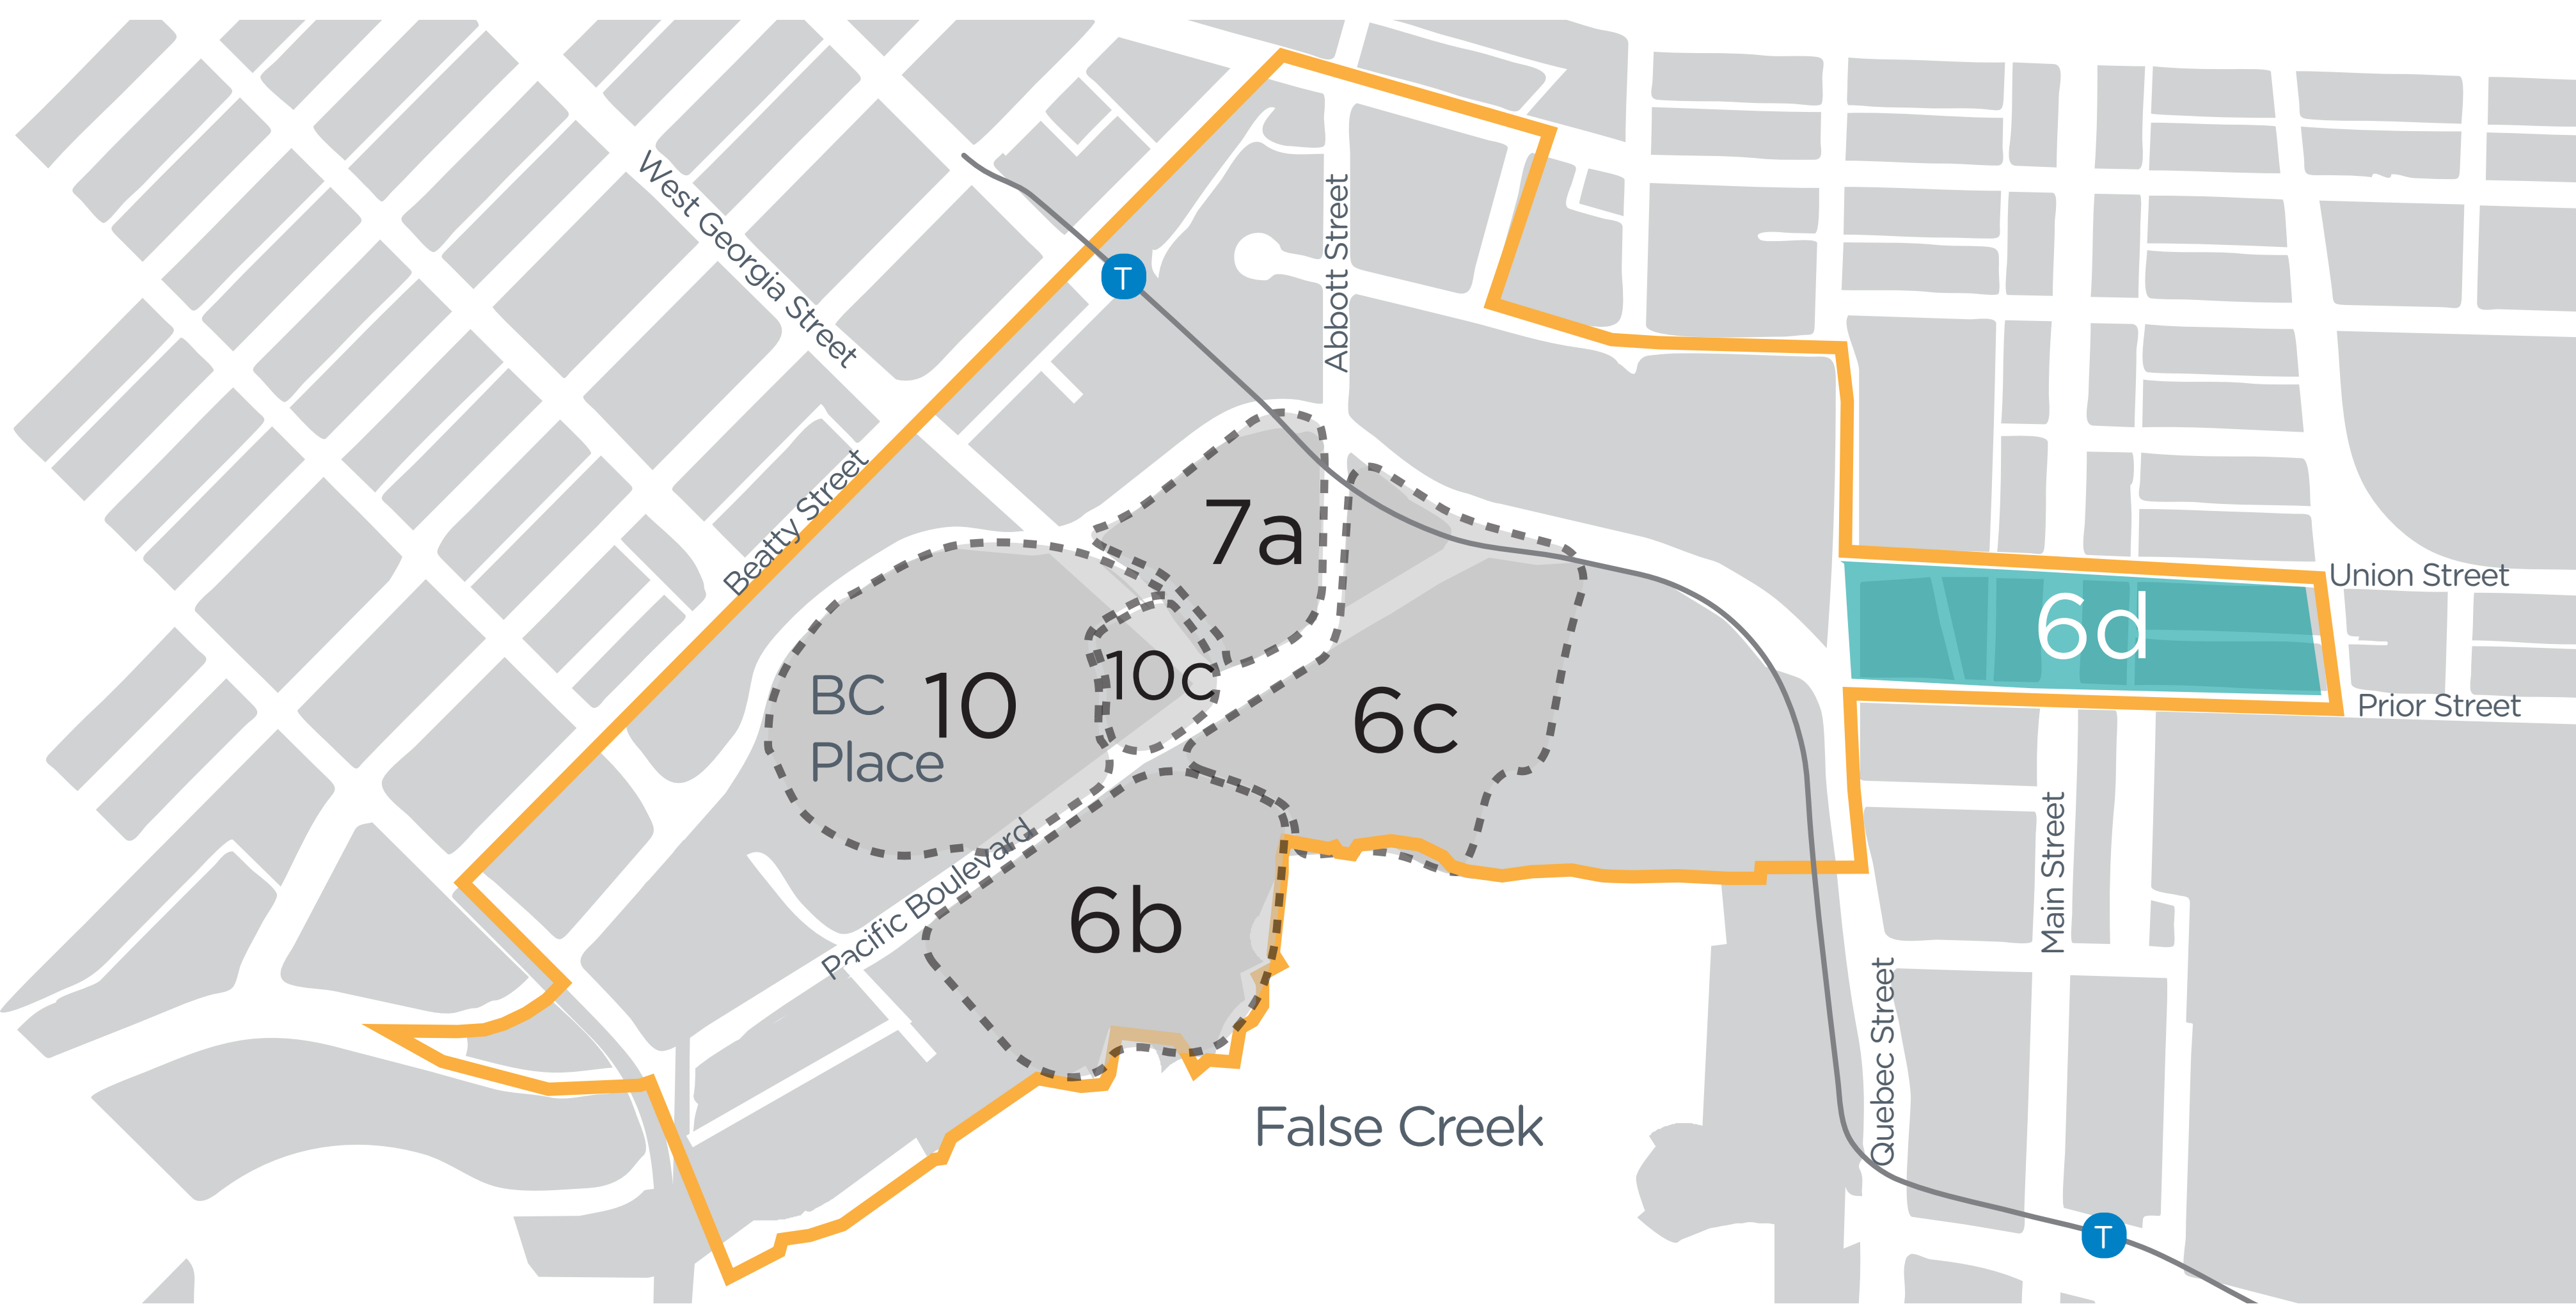 West Georgia Street
Abbott Street
T
Beatty Street
7a
Union Street
6d
10c
BC
Place
10
6c
Prior Street
Pacific Boulevard
6b
Main Street
Quebec Street
False Creek
T